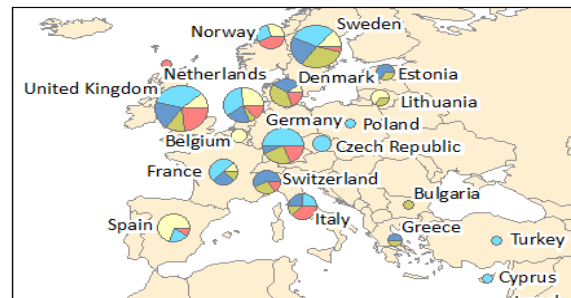 Norway
Sweden
Netherlands
Denmark
Estonia
United Kingdom
Lithuania
Germany
Poland
Belgium
Czech Republic
France
Switzerland
Bulgaria
Spain
Italy
Greece
Turkey
Cyprus